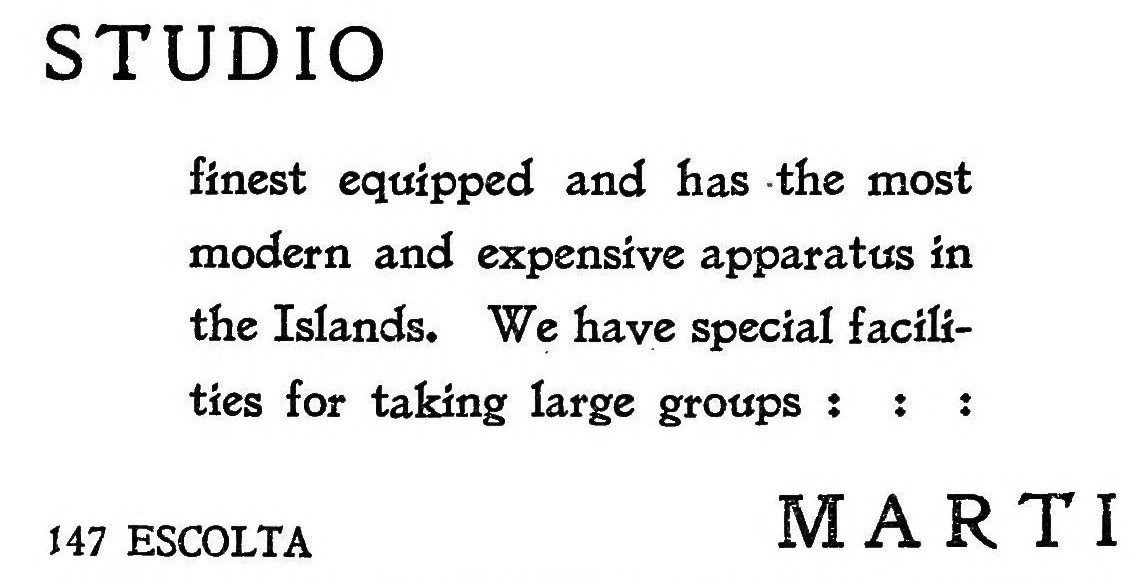 STUDIO
finest equipped and has the most
modern and expensive apparatus in
the Islands. We have special facili-
ties for taking large groups : : :
147 ESCOLTA
MARTI